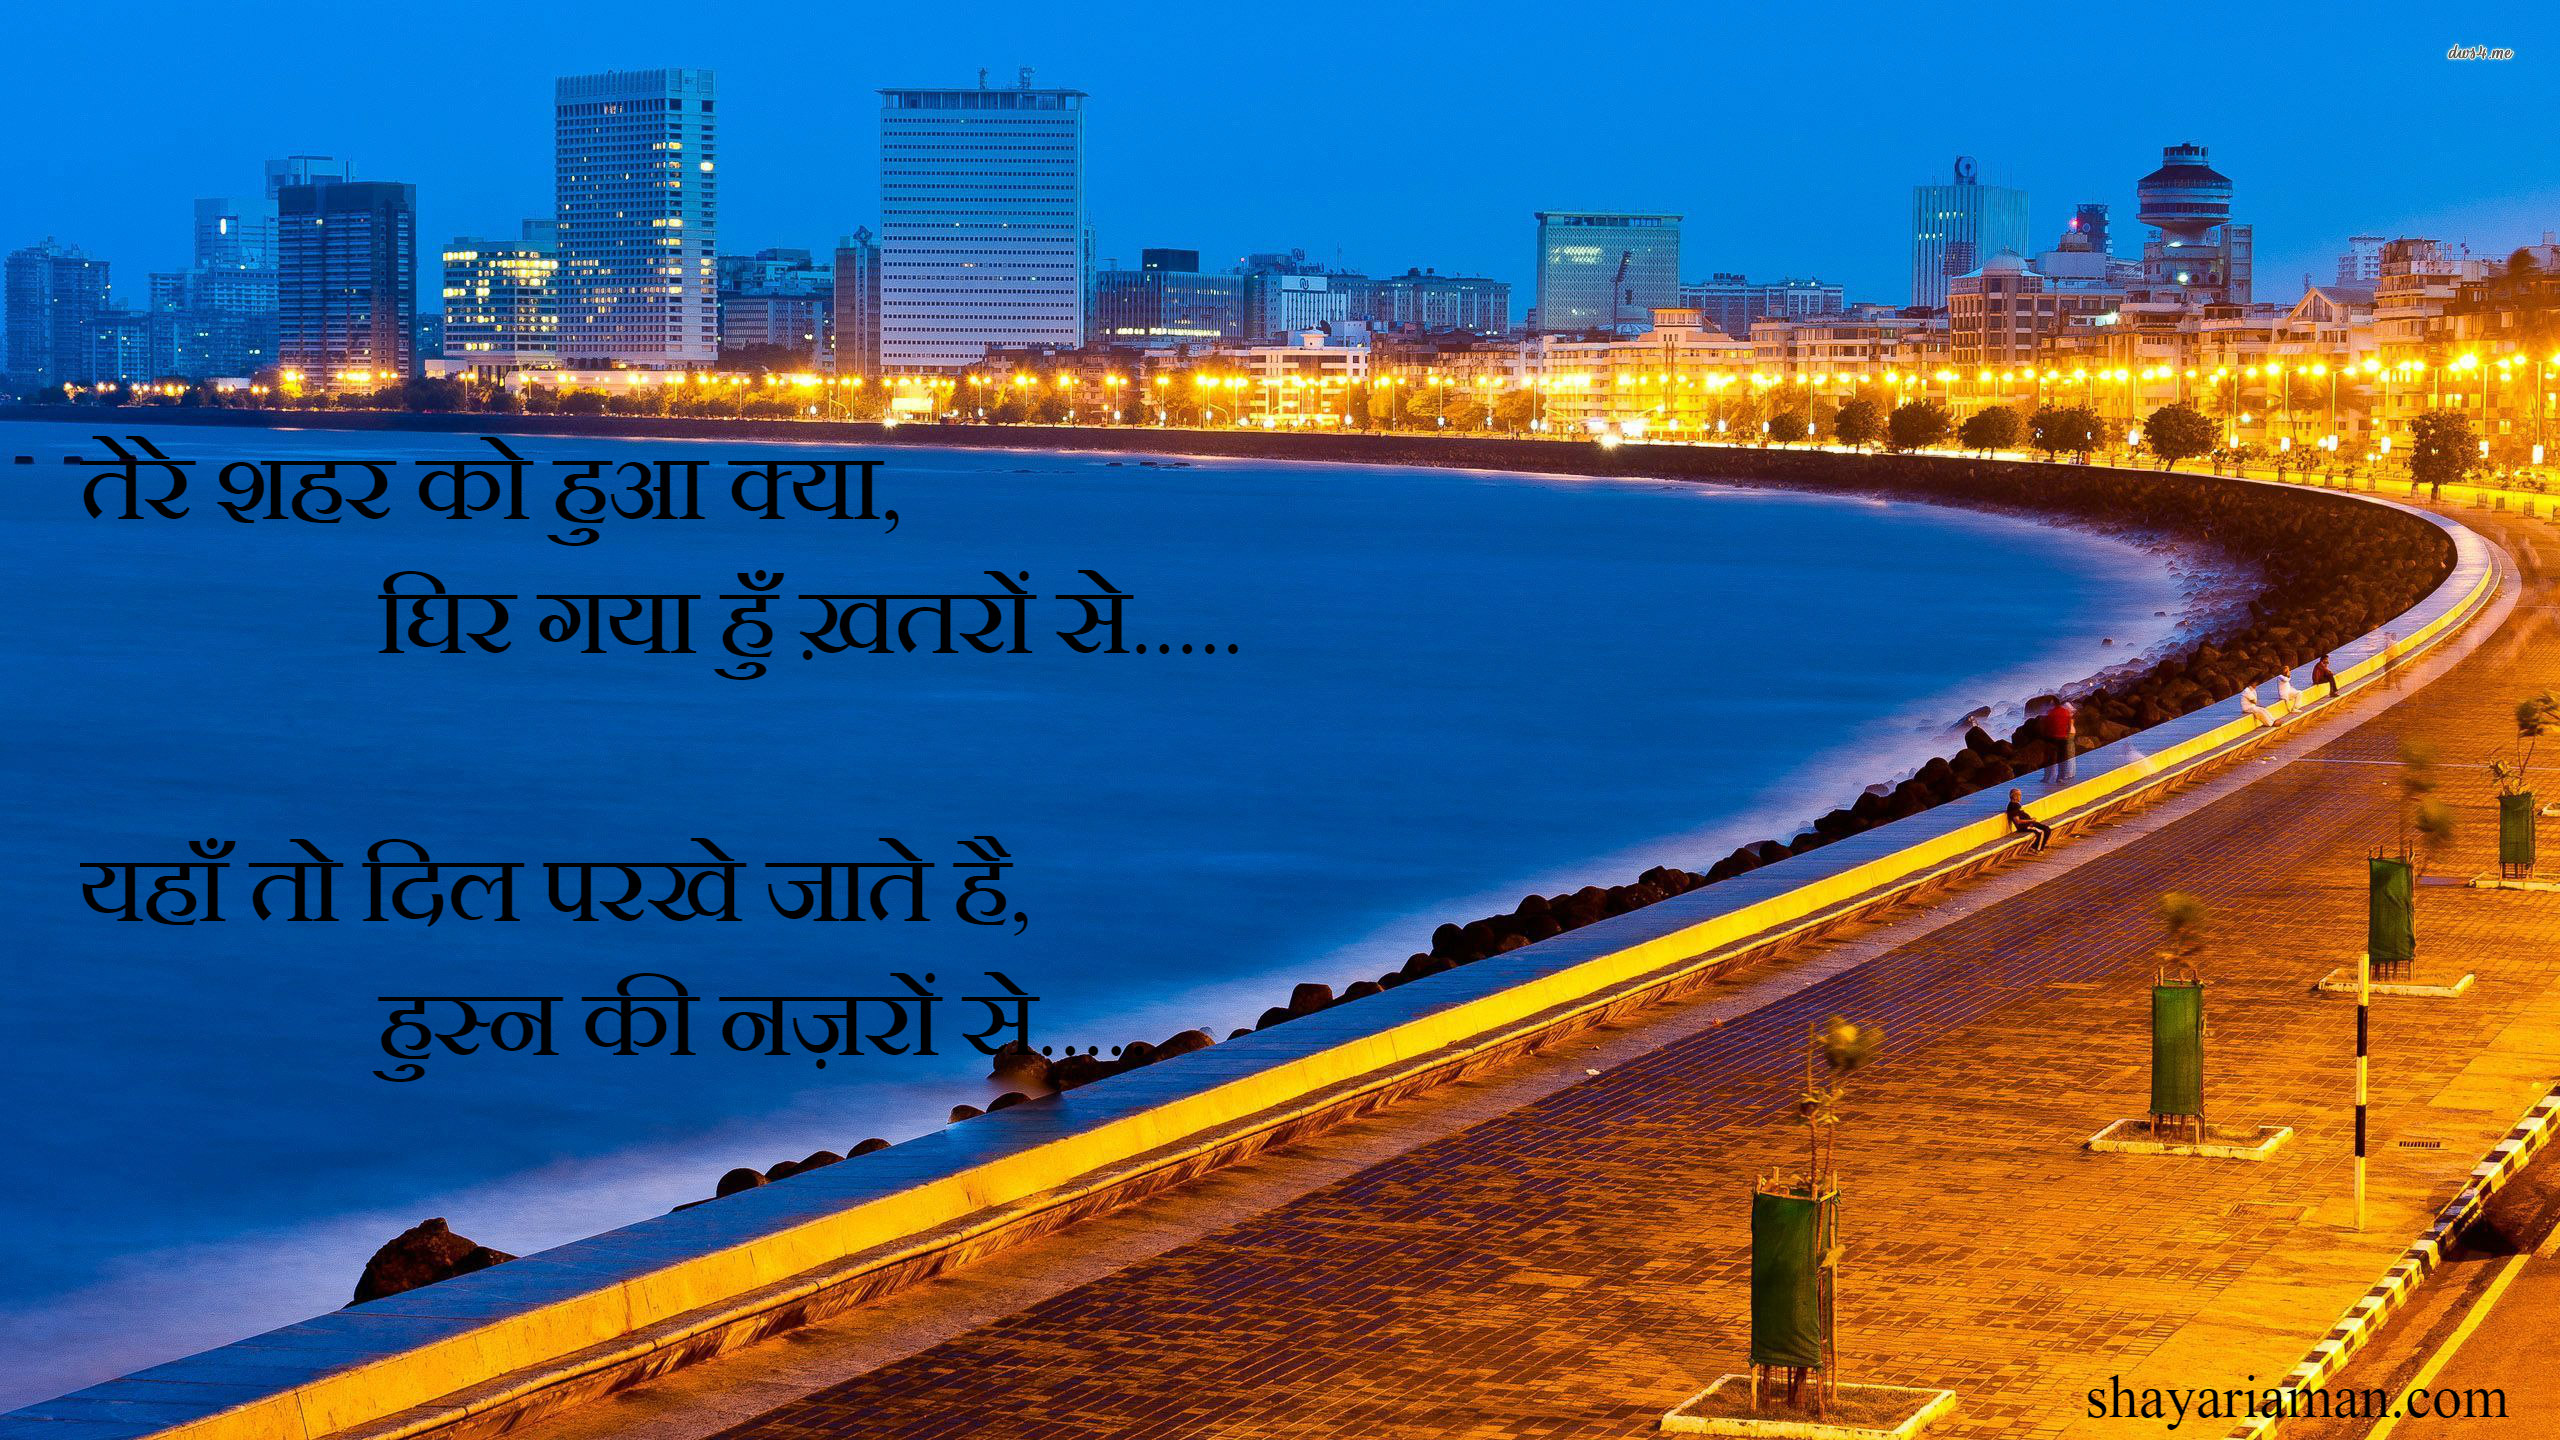 dws4.me
तेरे शहर को हुआ क्या,
घिर गया हूँ ख़तरों से.....
यहाँ तो दिल परखे जाते है,
हुस्न की नज़रों से.....
shayariaman.com